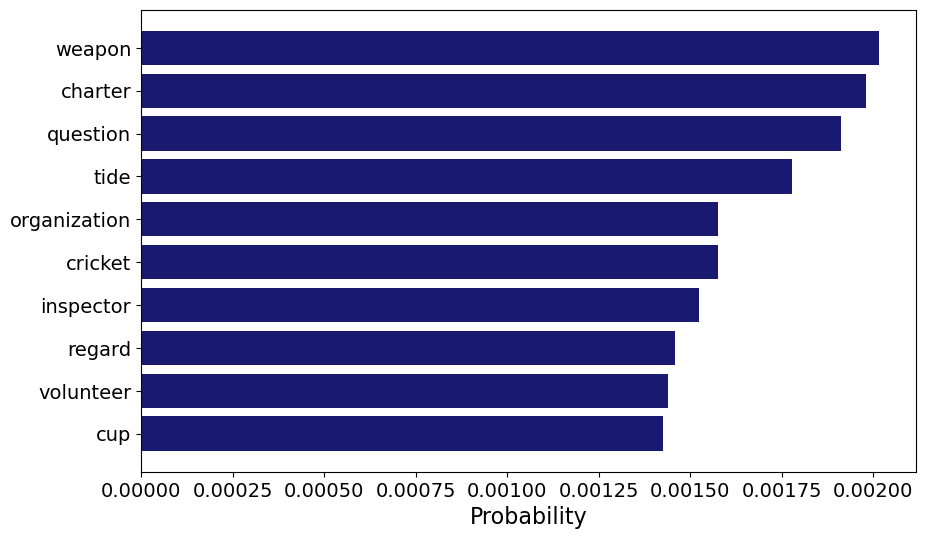 weapon
charter
question
tide
organization
cricket
inspector
regard
volunteer
cup
0.00000 0.00025 0.00050 0.00075 0.00100 0.00125 0.00150 0.00175 0.00200
Probability